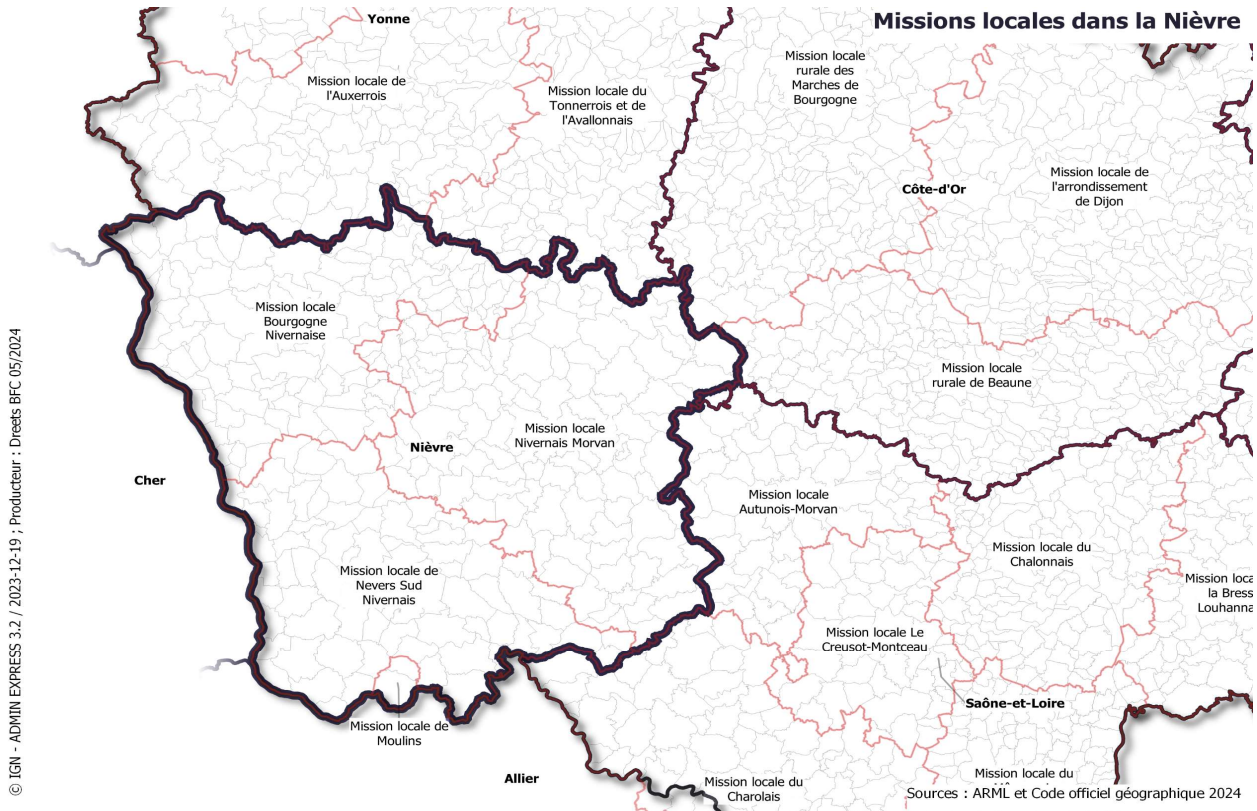 Missions locales dans la Nièvre
Yonne
Mission locale de
l'Auxerrois
Mission locale du
Tonnerrois et de
l'Avallonnais
Mission locale
rurale des
Marches de
Bourgogne
Mission locale de
l'arrondissement
de Dijon
Côte-d'Or
Mission locale
Bourgogne
Nivernaise
Mission locale
rurale de Beaune
Mission locale
Nivernais Morvan
Nièvre
Cher
Mission locale
Autunois-Morvan
Mission locale du
Chalonnais
Mission locale de
Nevers Sud
Nivernais
Mission loca
la Bress
Louhanna
Mission locale Le
Creusot-Montceau
Saône-et-Loire
Mission locale de
Moulins
Allier
Mission locale du
Charolais
Mission locale du
Sources : ARML et Code officiel géographique 2024
© IGN - ADMIN EXPRESS 3.2 / 2023-12-19 ; Producteur : Dreets BFC 05/2024